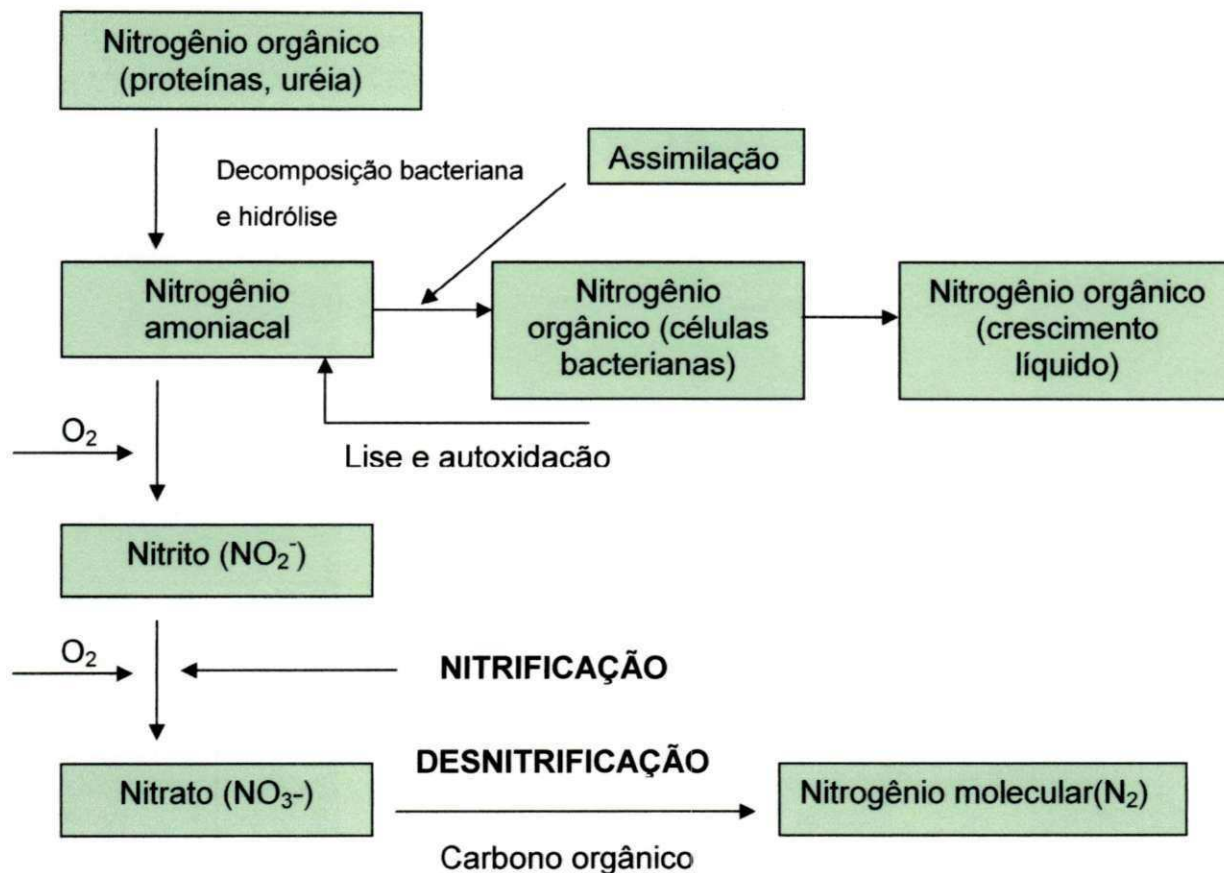 Nitrogênio orgânico
(proteínas, uréia)
Decomposição bacteriana
e hidrólise
Assimilação
Nitrogênio
amoniacal
Nitrogênio
orgânico (células
bacterianas)
Nitrogênio orgânico
(crescimento
líquido)
O₂
Lise e autoxidacão
Nitrito (NO₂⁻)
O₂
NITRIFICAÇÃO
DESNITRIFICAÇÃO
Nitrato (NO₃-)
Nitrogênio molecular(N₂)
Carbono orgânico